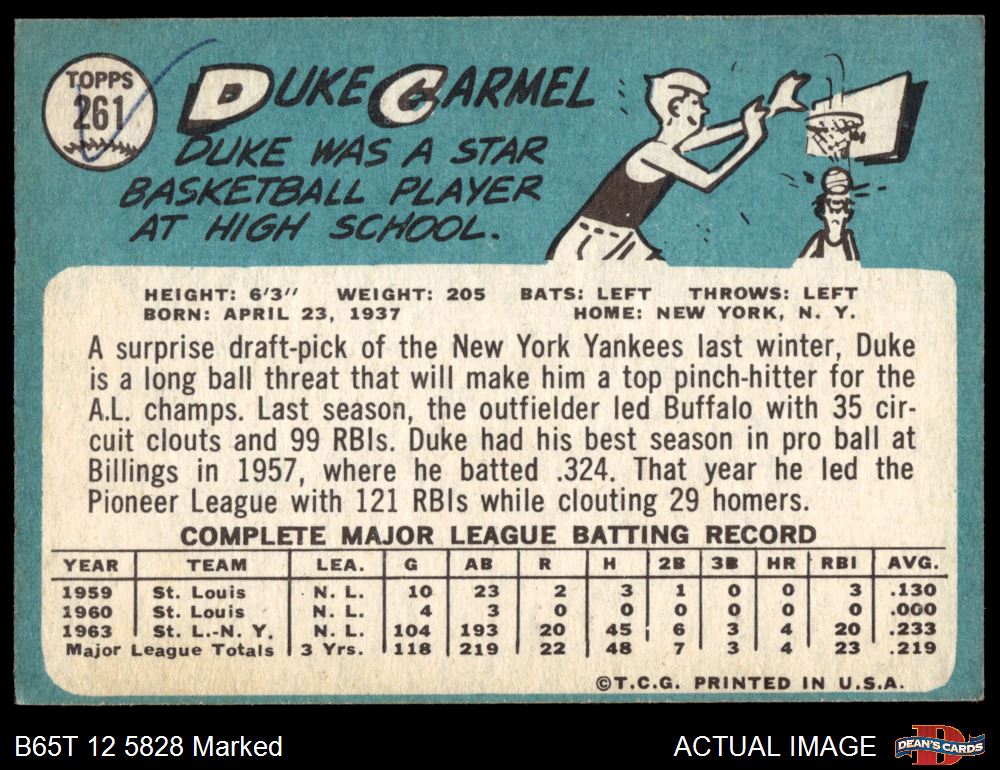 TOPPS
261
DUKE CARMEL
DUKE WAS A STAR
BASKETBALL PLAYER
AT HIGH SCHOOL.
HEIGHT: 6'3" WEIGHT: 205 BATS: LEFT THROWS: LEFT
BORN: APRIL 23, 1937 HOME: NEW YORK, N. Y.
A surprise draft-pick of the New York Yankees last winter, Duke
is a long ball threat that will make him a top pinch-hitter for the
A.L. champs. Last season, the outfielder led Buffalo with 35 cir-
cuit clouts and 99 RBIs. Duke had his best season in pro ball at
Billings in 1957, where he batted .324. That year he led the
Pioneer League with 121 RBIs while clouting 29 homers.
COMPLETE MAJOR LEAGUE BATTING RECORD
YEAR TEAM LEA. G AB R H 2B 3B HR RBI AVG.
1959 St. Louis N. L. 10 23 2 3 1 0 0 3 .130
1960 St. Louis N. L. 4 3 0 0 0 0 0 0 .000
1963 St. L.-N. Y. N. L. 104 193 20 45 6 3 4 20 .233
Major League Totals 3 Yrs. 118 219 22 48 7 3 4 23 .219
©T.C.G. PRINTED IN U.S.A.
B65T 12 5828 Marked
ACTUAL IMAGE
DEAN'S CARDS